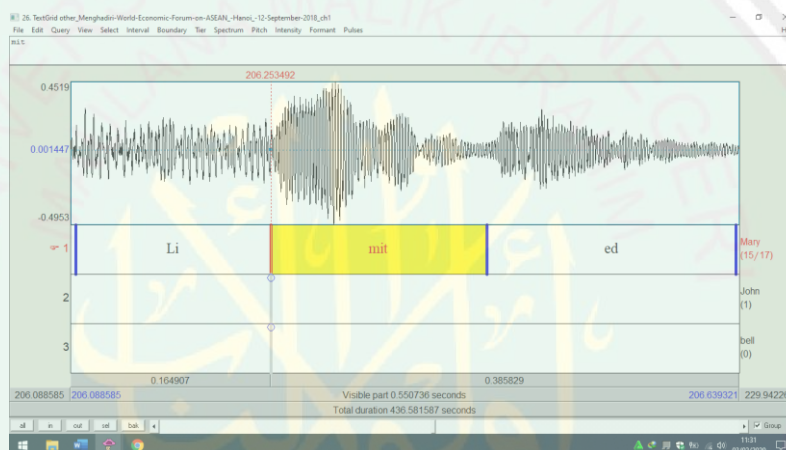 26. TextGrid other_Menghadiri-World-Economic-Forum-on-ASEAN_-Hanoi_-12-September-2018_ch1
File Edit Query View Select Interval Boundary Tier Spectrum Pitch Intensity Formant Pulses
mit
206.253492
0.4519
0.001447
-0.4953
1 Li mit ed Mary
(15/17)
2 John
(1)
3 bell
(0)
0.164907 0.385829
206.088585 206.088585 Visible part 0.550736 seconds 206.639321 229.94226
Total duration 436.581587 seconds
all in out sel bak Group
11:31